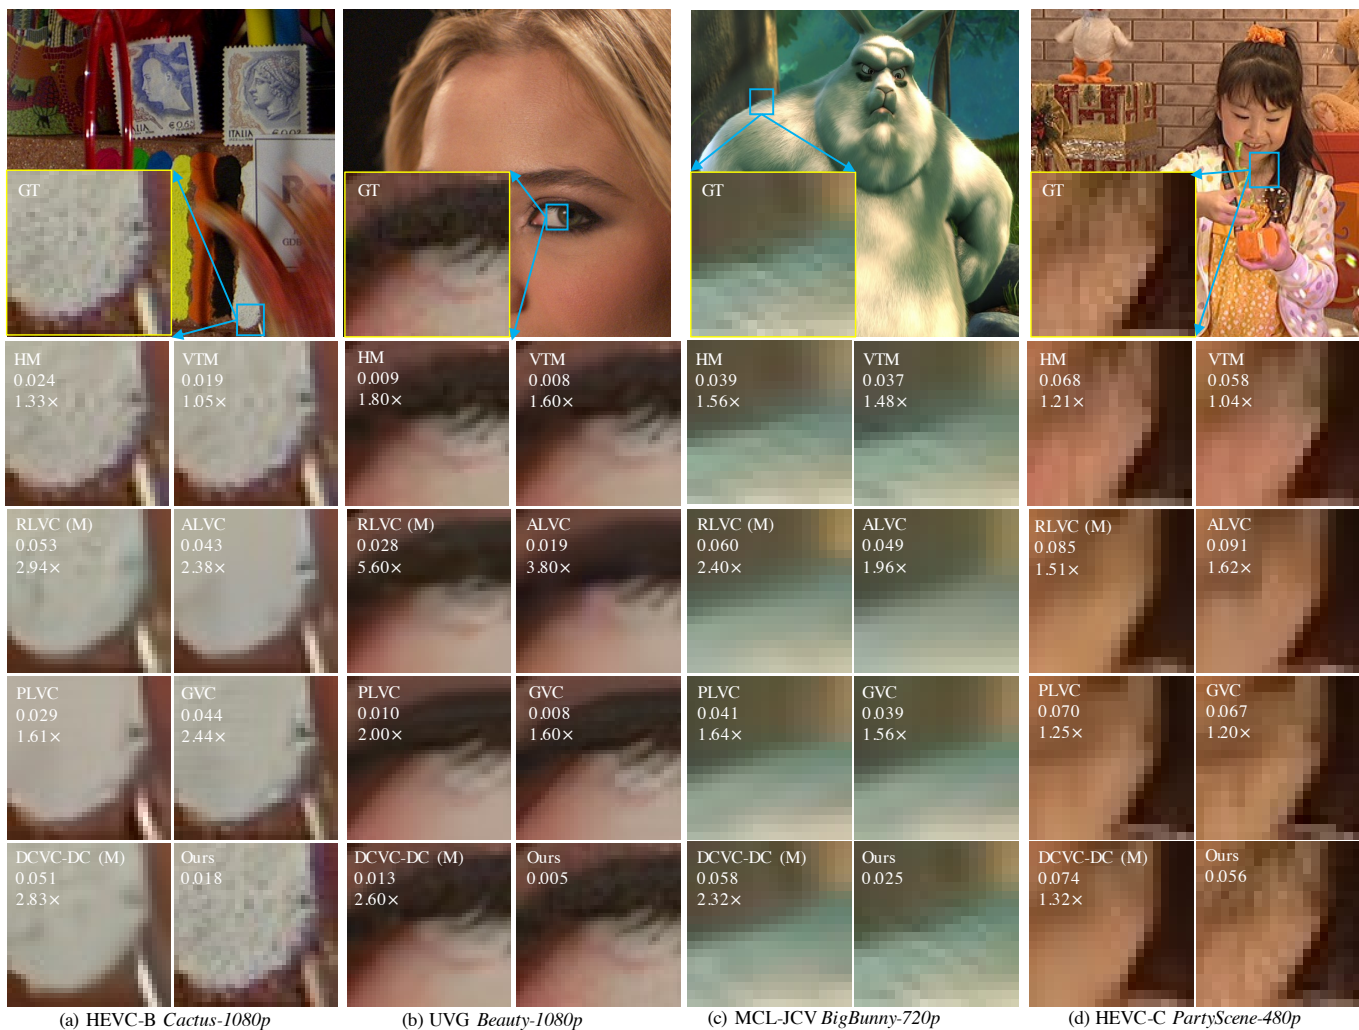 ITALIA €0.65
ITALIA
GT
GT
GT
GT
HM
0.024
1.33×
VTM
0.019
1.05×
HM
0.009
1.80×
VTM
0.008
1.60×
HM
0.039
1.56×
VTM
0.037
1.48×
HM
0.068
1.21×
VTM
0.058
1.04×
RLVC (M)
0.053
2.94×
ALVC
0.043
2.38×
RLVC (M)
0.028
5.60×
ALVC
0.019
3.80×
RLVC (M)
0.060
2.40×
ALVC
0.049
1.96×
RLVC (M)
0.085
1.51×
ALVC
0.091
1.62×
PLVC
0.029
1.61×
GVC
0.044
2.44×
PLVC
0.010
2.00×
GVC
0.008
1.60×
PLVC
0.041
1.64×
GVC
0.039
1.56×
PLVC
0.070
1.25×
GVC
0.067
1.20×
DCVC-DC (M)
0.051
2.83×
Ours
0.018
DCVC-DC (M)
0.013
2.60×
Ours
0.005
DCVC-DC (M)
0.058
2.32×
Ours
0.025
DCVC-DC (M)
0.074
1.32×
Ours
0.056
(a) HEVC-B Cactus-1080p
(b) UVG Beauty-1080p
(c) MCL-JCV BigBunny-720p
(d) HEVC-C PartyScene-480p